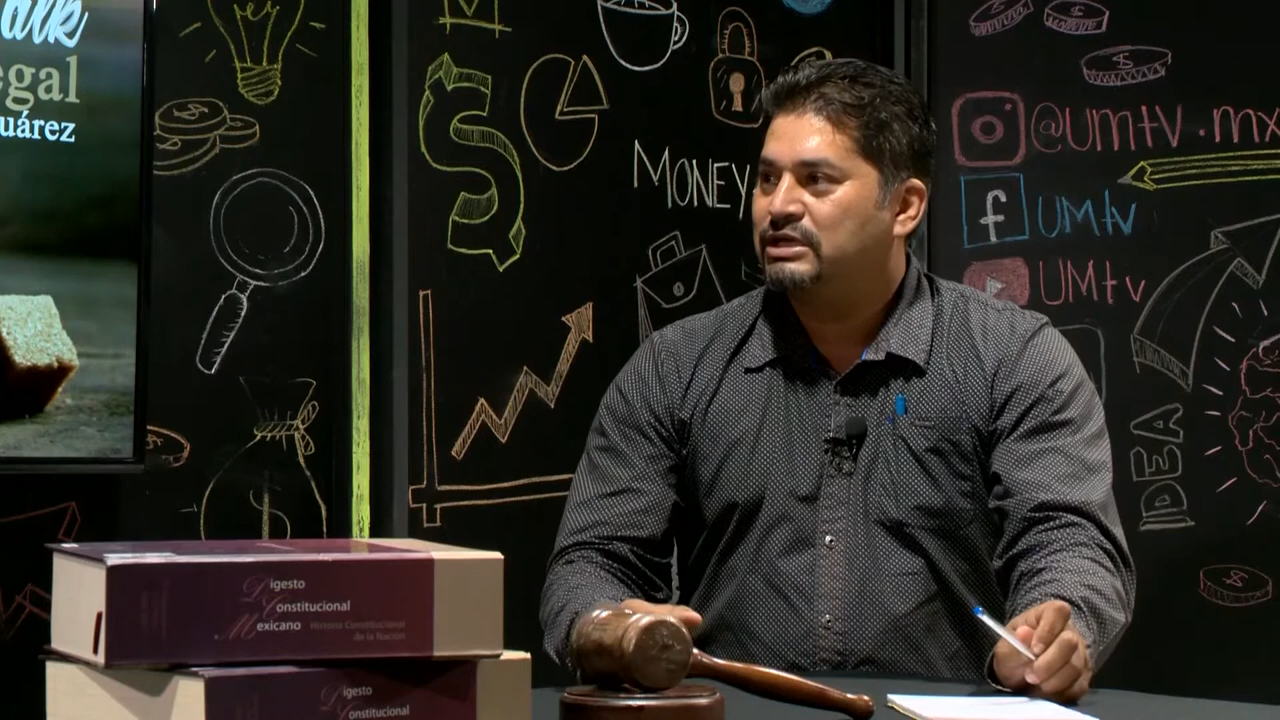 alk
egal
uárez
$
MONEY
@UMtV.mx
f UMtv
UMtv
IDEA
$
$
Digesto
Constitucional
Mexicano Historia Constitucional
de la Nación
Digesto
Constitucional